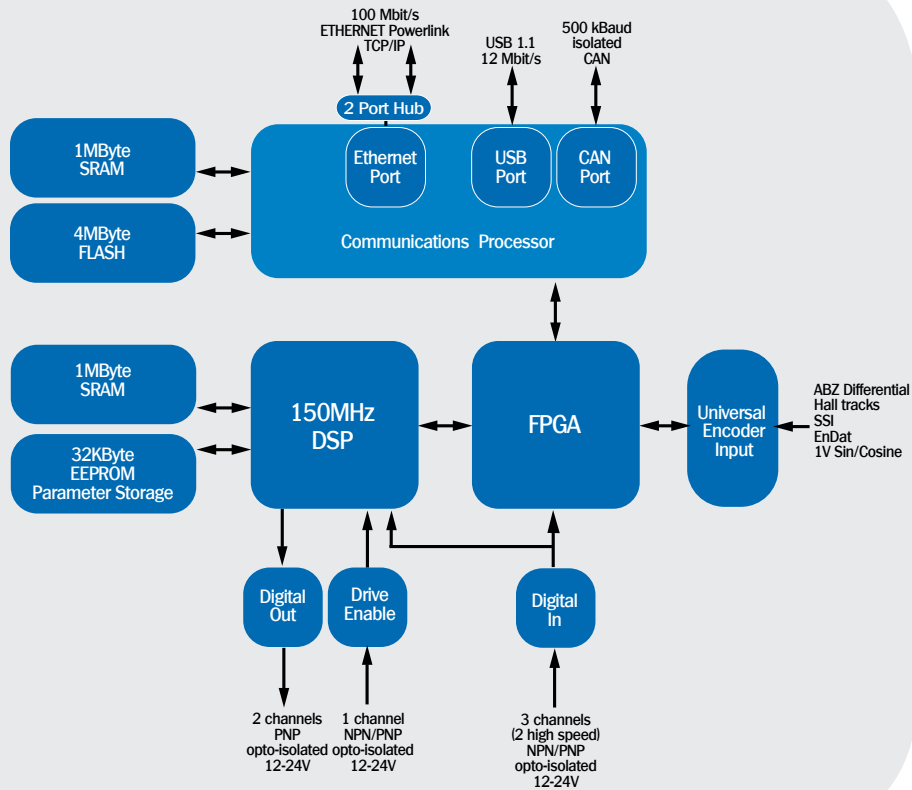 100 Mbit/s
ETHERNET Powerlink
TCP/IP
USB 1.1
12 Mbit/s
500 kBaud
isolated
CAN
2 Port Hub
1MByte
SRAM
Ethernet
Port
USB
Port
CAN
Port
4MByte
FLASH
Communications Processor
1MByte
SRAM
150MHz
DSP
FPGA
Universal
Encoder
Input
ABZ Differential
Hall tracks
SSI
EnDat
1V Sin/Cosine
32KByte
EEPROM
Parameter Storage
Digital
Out
Drive
Enable
Digital
In
2 channels
PNP
opto-isolated
12-24V
1 channel
NPN/PNP
opto-isolated
12-24V
3 channels
(2 high speed)
NPN/PNP
opto-isolated
12-24V